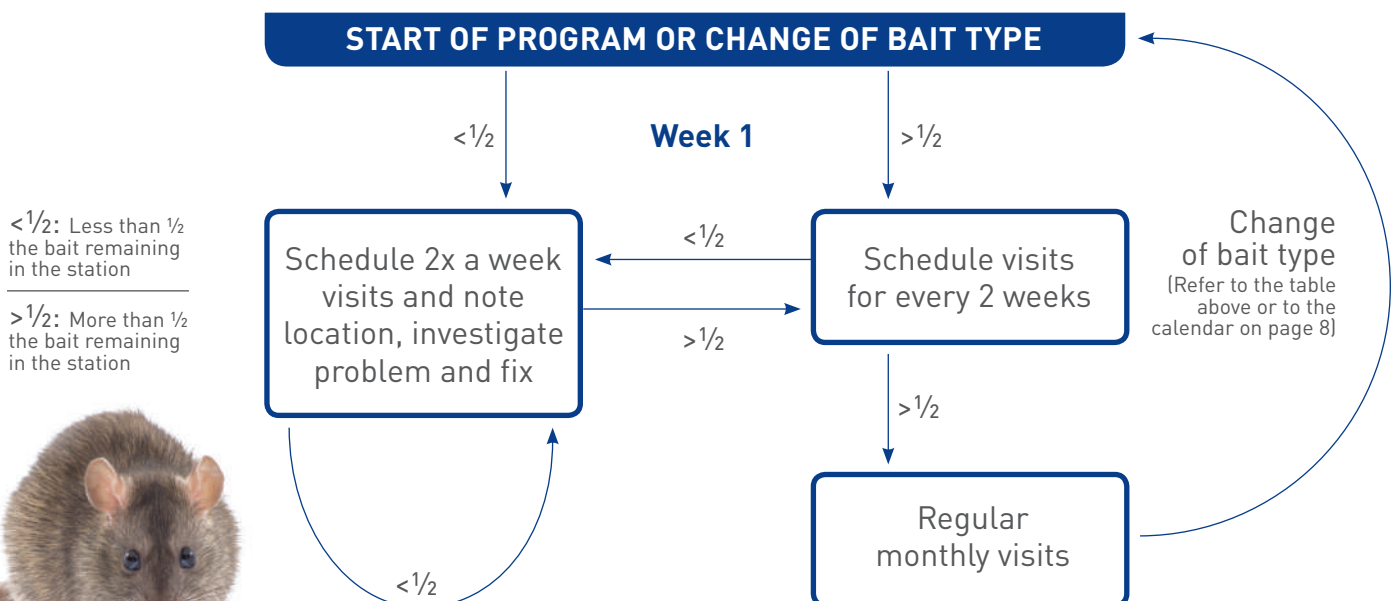 START OF PROGRAM OR CHANGE OF BAIT TYPE
<½
Week 1
>½
<½: Less than ½
the bait remaining
in the station
>½: More than ½
the bait remaining
in the station
Schedule 2x a week
visits and note
location, investigate
problem and fix
<½
>½
Schedule visits
for every 2 weeks
Change
of bait type
(Refer to the table
above or to the
calendar on page 8)
>½
Regular
monthly visits
<½